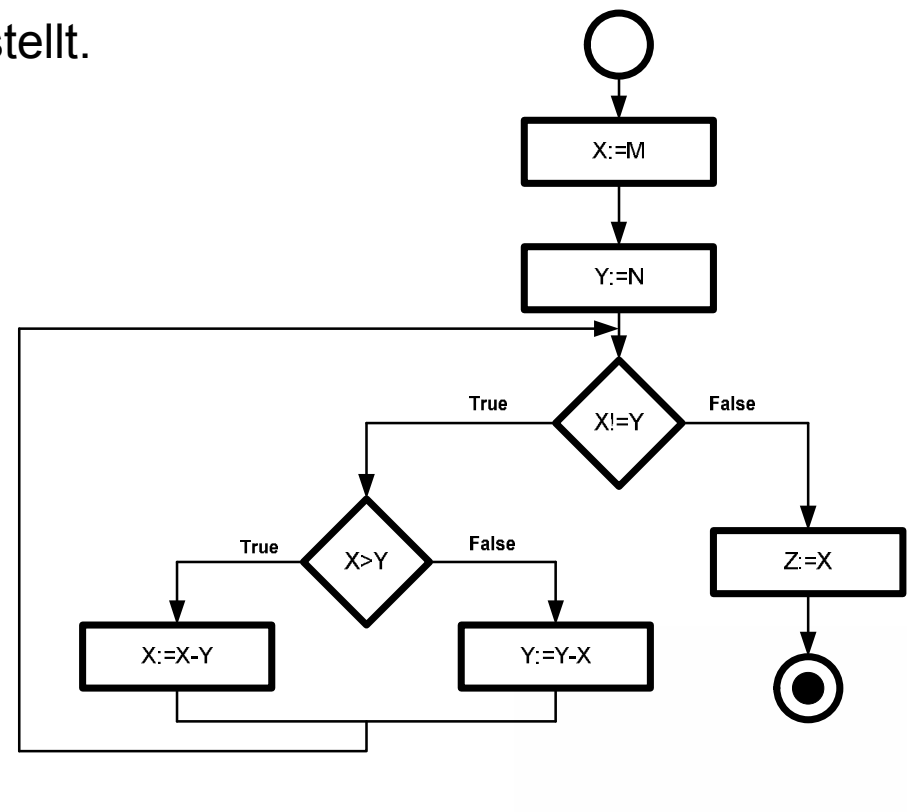 stellt.
X:=M
Y:=N
True
X!=Y
False
True
X>Y
False
Z:=X
X:=X-Y
Y:=Y-X